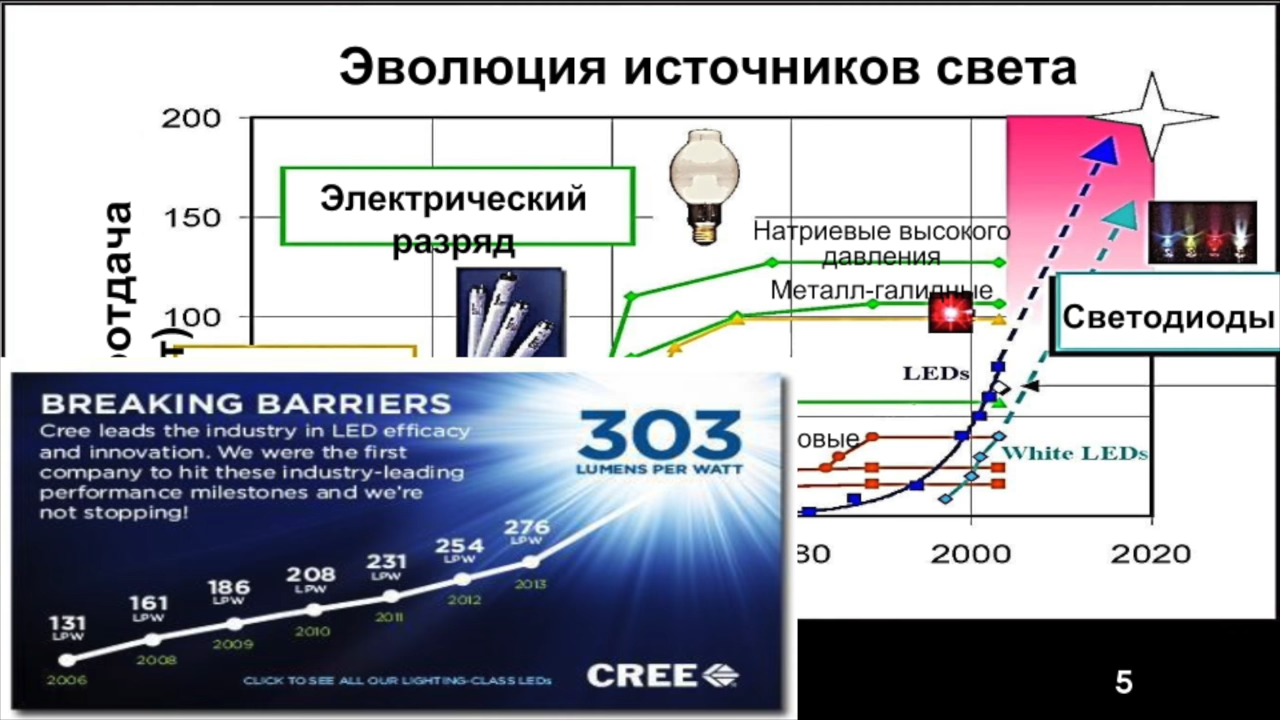 Эволюция источников света
200
150
100
Электрический
разряд
Натриевые высокого
давления
Металл-галидные
Светодиоды
LEDs
White LEDs
2000
2020
BREAKING BARRIERS
Cree leads the industry in LED efficacy
and innovation. We were the first
company to hit these industry-leading
performance milestones and we're
not stopping!
303
LUMENS PER WATT
131
LPW
2006
161
LPW
2008
186
LPW
2009
208
LPW
2010
231
LPW
2011
254
LPW
2012
276
LPW
2013
CLICK TO SEE ALL OUR LIGHTING-CLASS LEDs
CREE
5